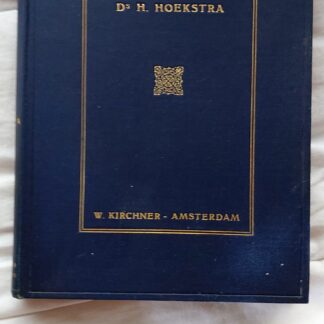 Ds H. HOEKSTRA
W. KIRCHNER - AMSTERDAM